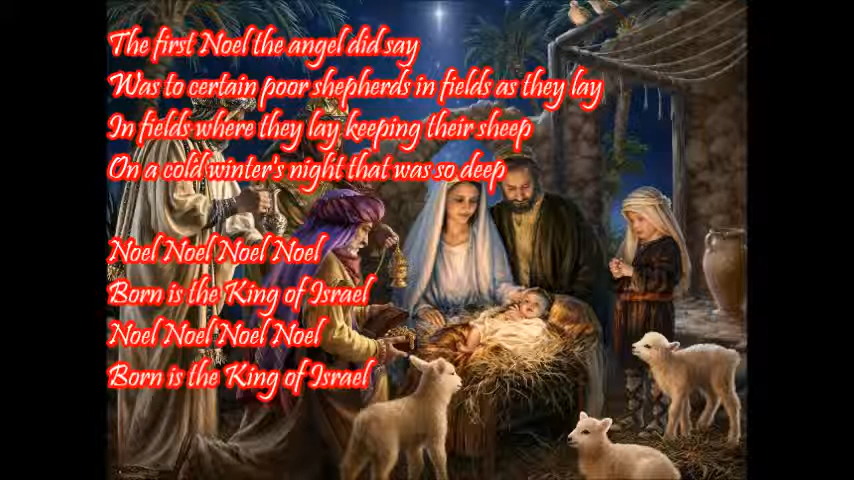 The first Noel the angel did say
Was to certain poor shepherds in fields as they lay
In fields where they lay keeping their sheep
On a cold winter's night that was so deep
Noel Noel Noel Noel
Born is the King of Israel
Noel Noel Noel Noel
Born is the King of Israel